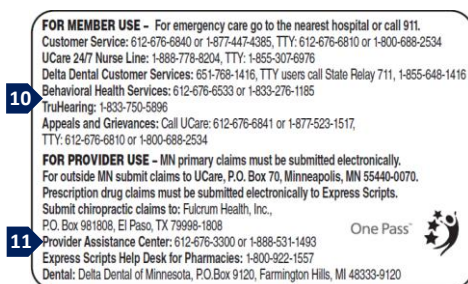 FOR MEMBER USE – For emergency care go to the nearest hospital or call 911.
Customer Service: 612-676-6840 or 1-877-447-4385, TTY: 612-676-6810 or 1-800-688-2534
UCare 24/7 Nurse Line: 1-888-778-8204, TTY: 1-855-307-6976
Delta Dental Customer Services: 651-768-1416, TTY users call State Relay 711, 1-855-648-1416
10 Behavioral Health Services: 612-676-6533 or 1-833-276-1185
TruHearing: 1-833-750-5896
Appeals and Grievances: Call UCare: 612-676-6841 or 1-877-523-1517,
TTY: 612-676-6810 or 1-800-688-2534
FOR PROVIDER USE – MN primary claims must be submitted electronically.
For outside MN submit claims to UCare, P.O. Box 70, Minneapolis, MN 55440-0070.
Prescription drug claims must be submitted electronically to Express Scripts.
Submit chiropractic claims to: Fulcrum Health, Inc.,
P.O. Box 981808, El Paso, TX 79998-1808
One Pass™
11 Provider Assistance Center: 612-676-3300 or 1-888-531-1493
Express Scripts Help Desk for Pharmacies: 1-800-922-1557
Dental: Delta Dental of Minnesota, P.O.Box 9120, Farmington Hills, MI 48333-9120